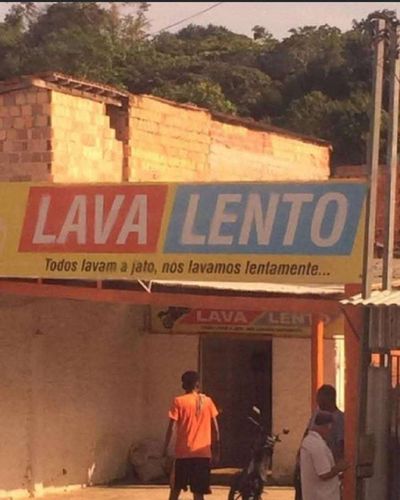 LAVA LENTO
Todos lavam a jato, nos lavamos lentamente...
LAVA LENTO